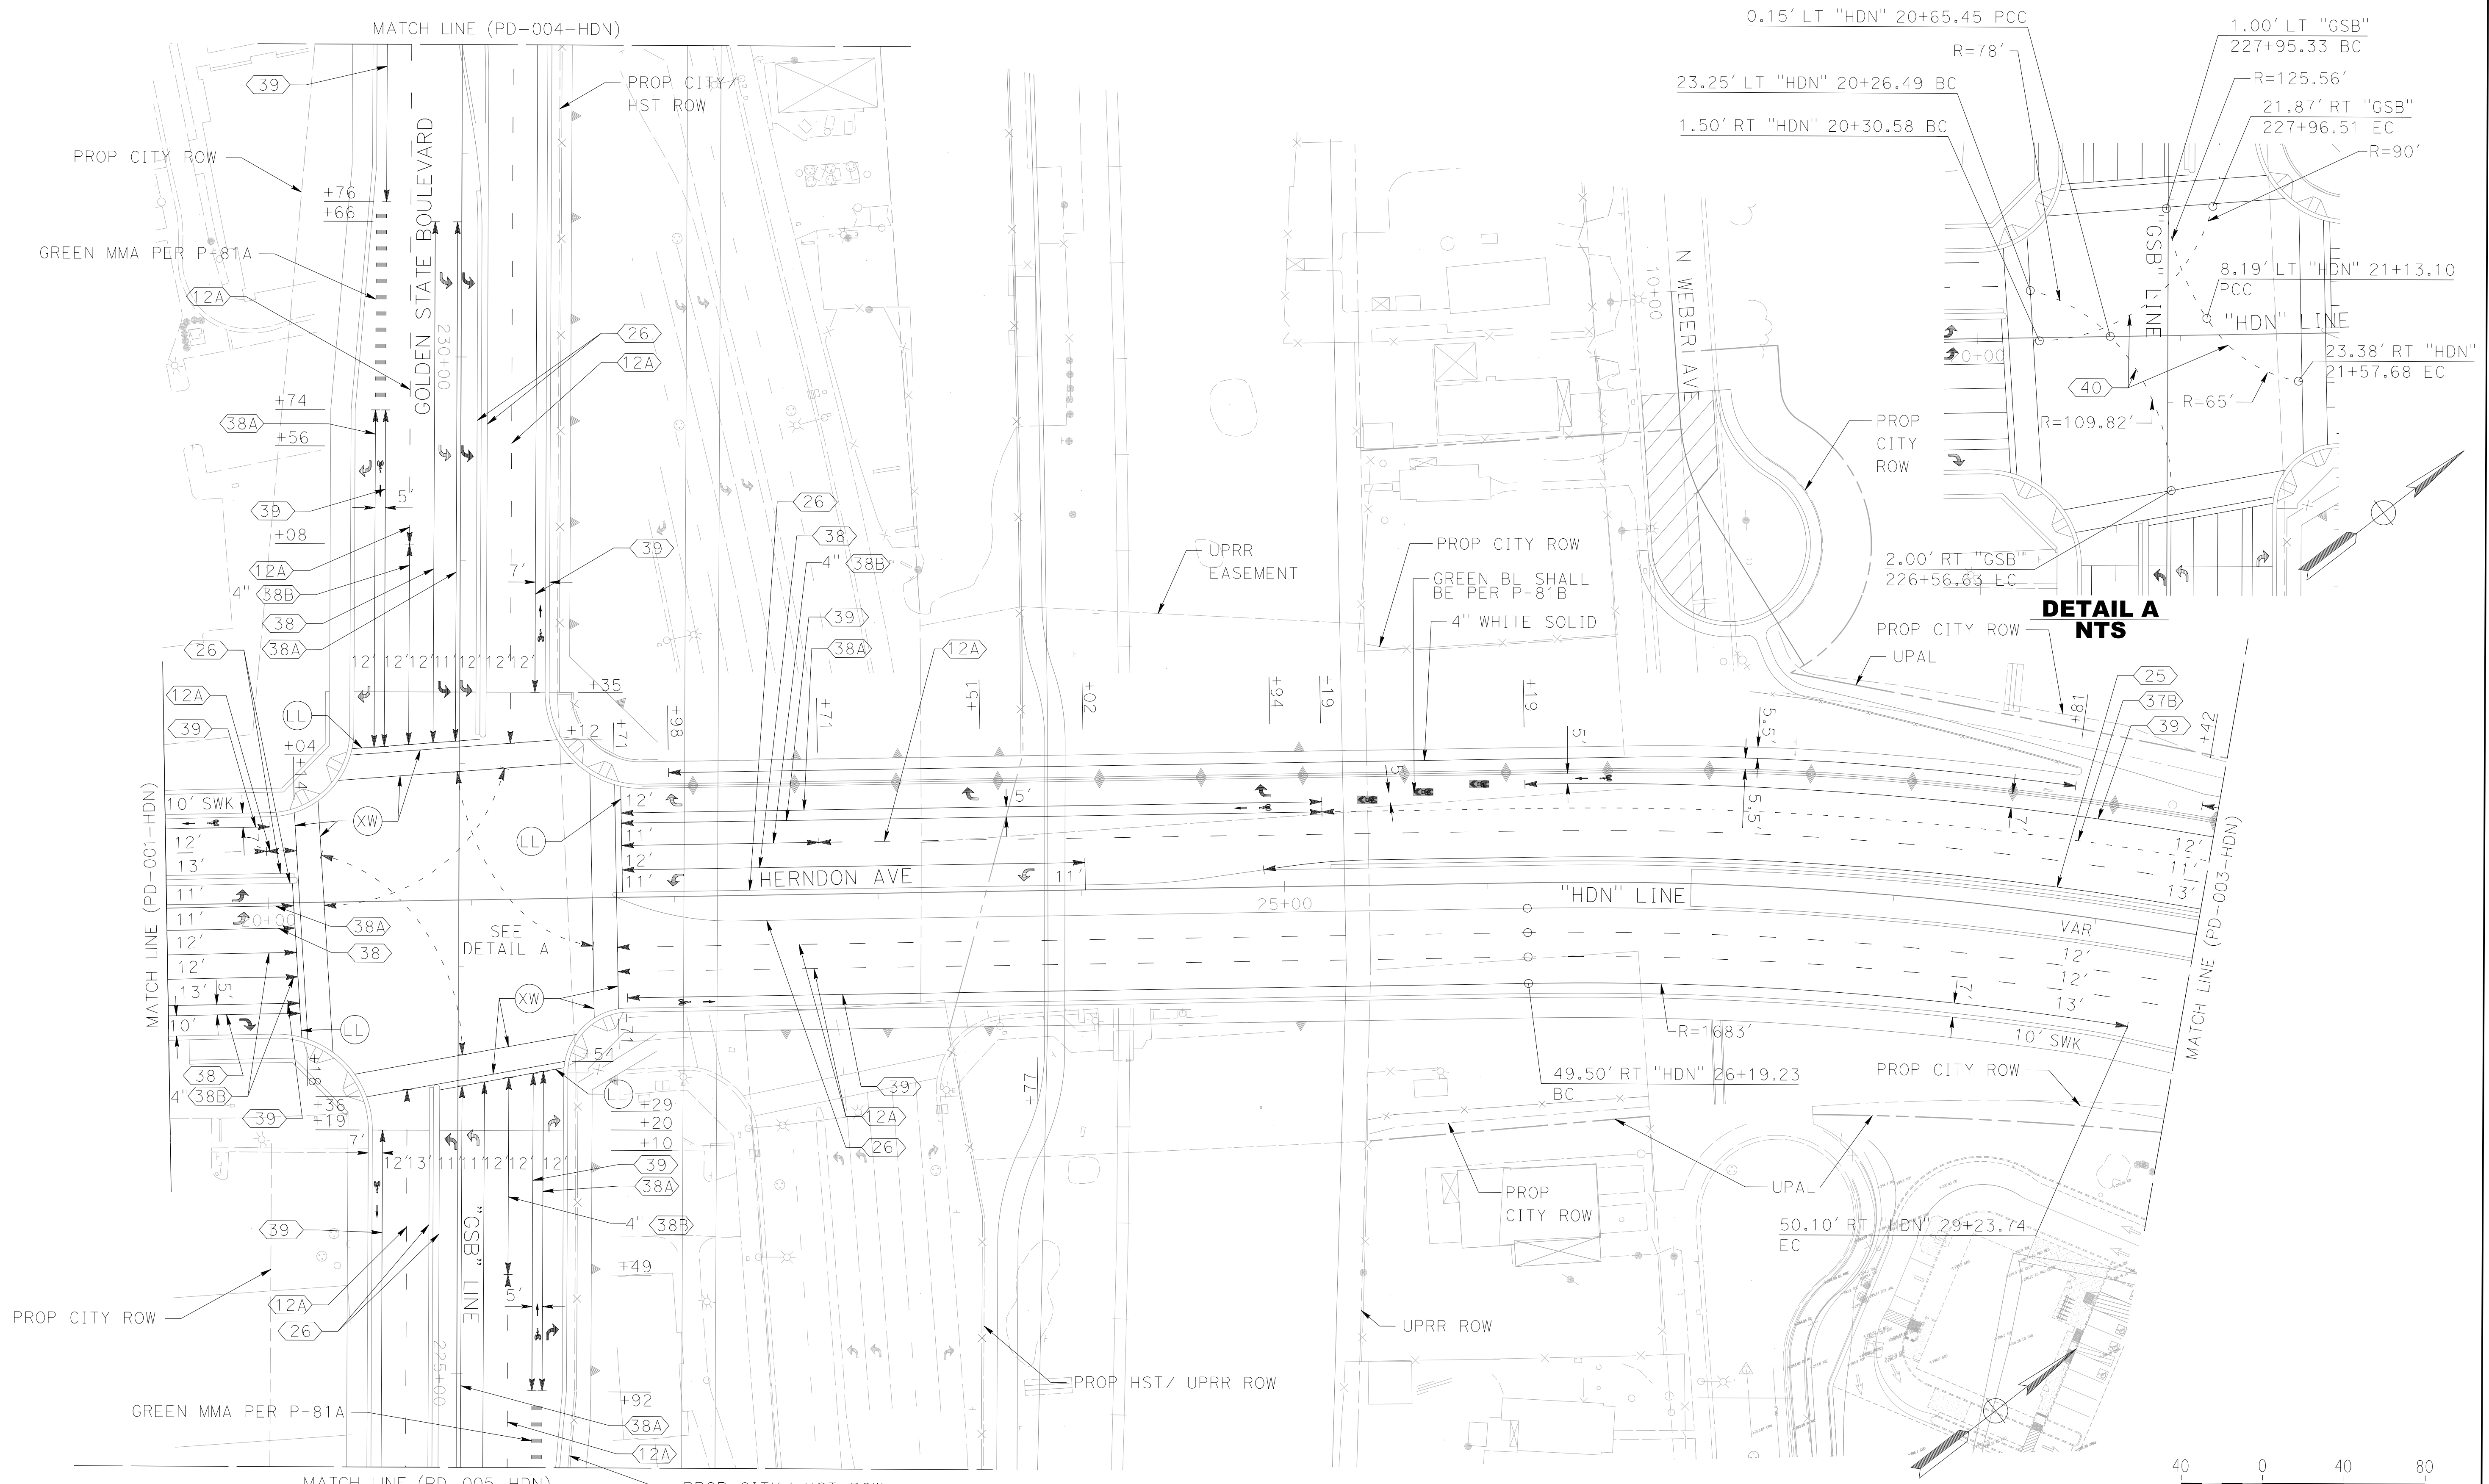 MATCH LINE (PD-004-HDN)
39
PROP CITY/
HST ROW
PROP CITY ROW
+76
+66
GREEN MMA PER P-81A
12A
GOLDEN STATE BOULEVARD
230+00
26
12A
+74
38A
+56
39
5'
+08
12A
4" 38B
38
38A
7'
39
12' 12' 12' 11' 12' 12' 12'
+35
26
12A
39
LL
+04
+14
+12
+71
+98
+71
+51
+02
+94
+19
+19
26
38
4" 38B
39
38A
12A
UPRR
EASEMENT
PROP CITY ROW
GREEN BL SHALL
BE PER P-81B
4" WHITE SOLID
N WEBERI AVE
10+00
PROP
CITY
ROW
0.15' LT "HDN" 20+65.45 PCC
R=78'
23.25' LT "HDN" 20+26.49 BC
1.50' RT "HDN" 20+30.58 BC
1.00' LT "GSB"
227+95.33 BC
R=125.56'
21.87' RT "GSB"
227+96.51 EC
R=90'
"GSB" LINE
8.19' LT "HDN" 21+13.10
PCC
"HDN" LINE
20+00
23.38' RT "HDN"
21+57.68 EC
40
R=65'
R=109.82'
2.00' RT "GSB"
226+56.63 EC
DETAIL A
NTS
PROP CITY ROW
UPAL
25
37B
39
+81
+42
MATCH LINE (PD-001-HDN)
10' SWK
7'
12'
13'
11'
11'
20+00
12'
12'
13'
5'
10'
XW
38A
38
SEE
DETAIL A
LL
12'
11'
12'
11'
5'
HERNDON AVE
11'
25+00
"HDN" LINE
5'
5'
5.5'
5.5'
7'
12'
11'
13'
VAR
12'
12'
13'
7'
10' SWK
MATCH LINE (PD-003-HDN)
R=1683'
49.50' RT "HDN" 26+19.23
BC
PROP CITY ROW
XW
LL
+71
+54
+18
38
4" 38B
39
+36
+19
7'
+29
+20
+10
39
12A
26
+77
12' 13' 11' 11' 12' 12' 12'
39
38A
4" 38B
39
"GSB" LINE
+49
5'
PROP CITY ROW
12A
26
225+00
+92
GREEN MMA PER P-81A
38A
12A
PROP HST/ UPRR ROW
UPRR ROW
PROP
CITY ROW
UPAL
50.10' RT "HDN" 29+23.74
EC
MATCH LINE (PD-005-HDN)
40 0 40 80